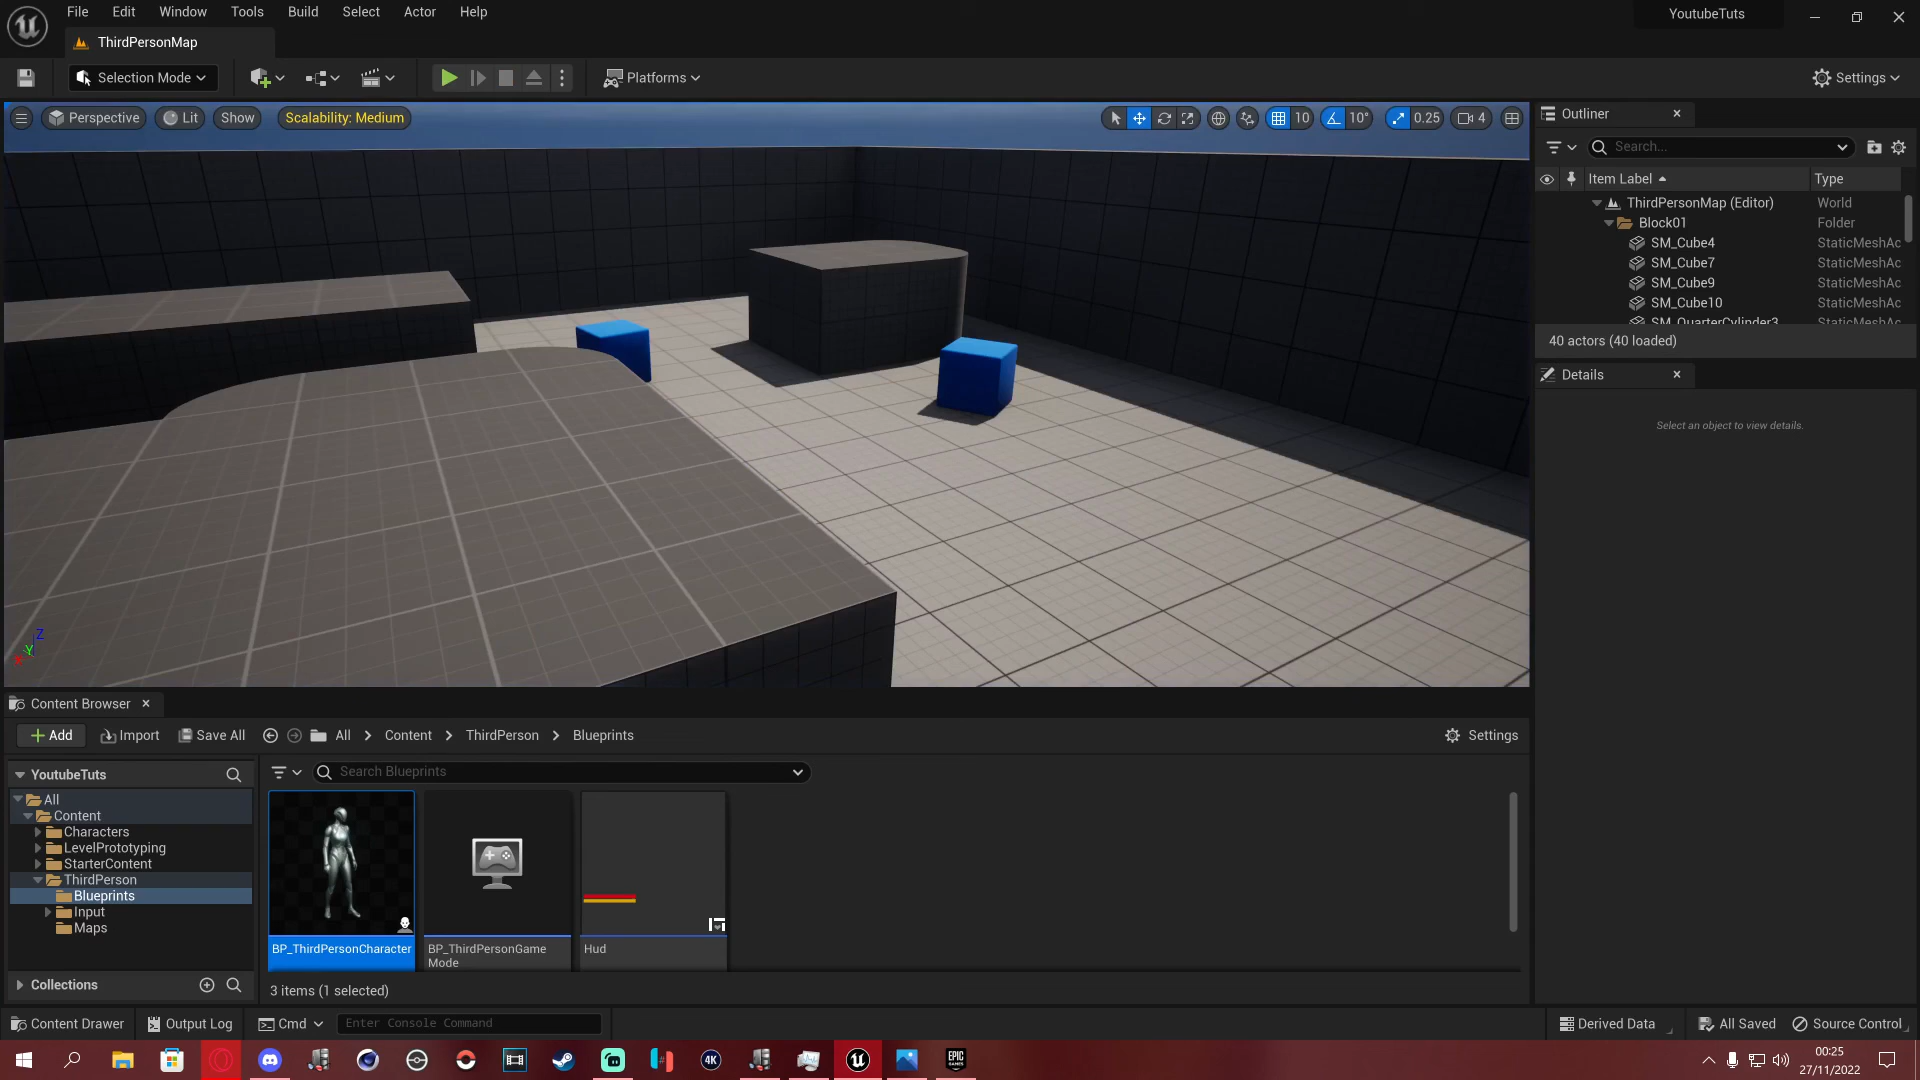 File Edit Window Tools Build Select Actor Help
YoutubeTuts
ThirdPersonMap
Selection Mode
Platforms
Settings
Perspective
Lit
Show
Scalability: Medium
10
10°
0.25
4
Outliner
Search...
Item Label
Type
ThirdPersonMap (Editor) World
Block01 Folder
SM_Cube4 StaticMeshAc
SM_Cube7 StaticMeshAc
SM_Cube9 StaticMeshAc
SM_Cube10 StaticMeshAc
SM_QuarterCylinder3 StaticMeshAc
40 actors (40 loaded)
Details
Select an object to view details.
Z
Y
X
Content Browser
Add
Import
Save All
All > Content > ThirdPerson > Blueprints
Settings
YoutubeTuts
Search Blueprints
All
Content
Characters
LevelPrototyping
StarterContent
ThirdPerson
Blueprints
Input
Maps
BP_ThirdPersonCharacter
BP_ThirdPersonGame
Mode
Hud
Collections
3 items (1 selected)
Content Drawer
Output Log
Cmd
Enter Console Command
Derived Data
All Saved
Source Control
4K
EPIC
GAMES
00:25
27/11/2022